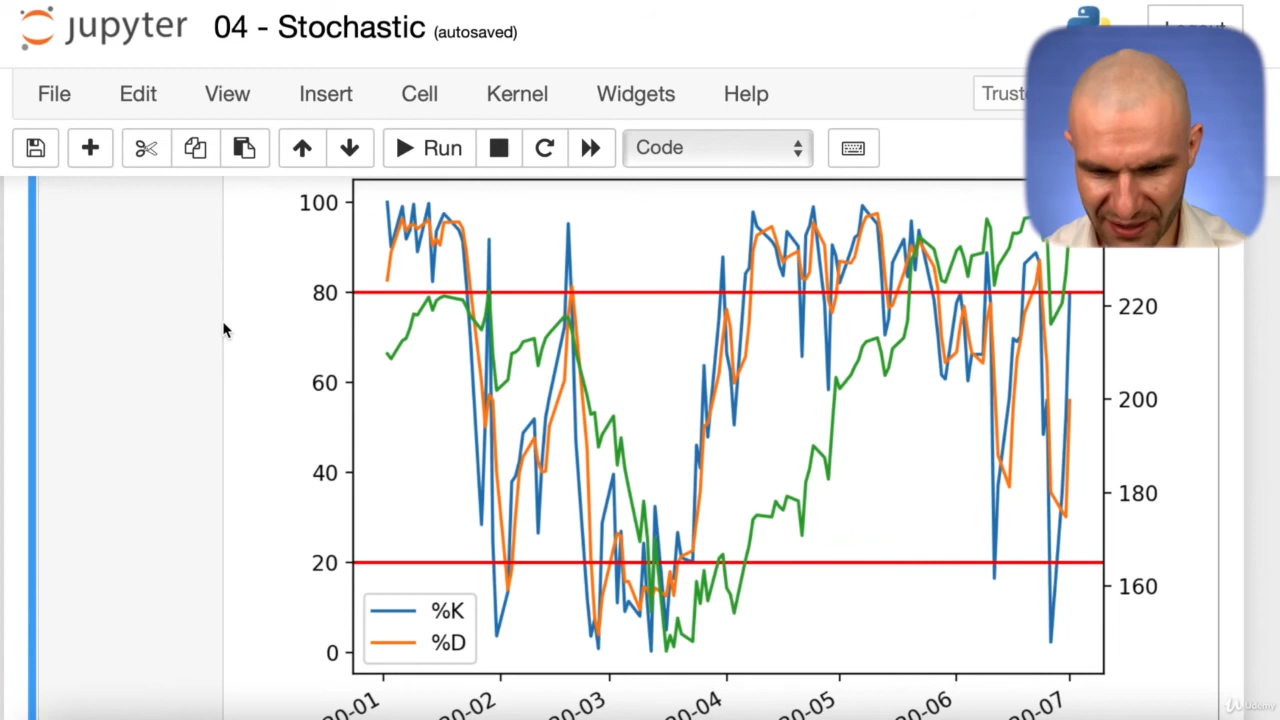 jupyter 04 - Stochastic (autosaved)
File Edit View Insert Cell Kernel Widgets Help
Run Code
100
80
60
40
20
0
220
200
180
160
%K
%D
Udemy